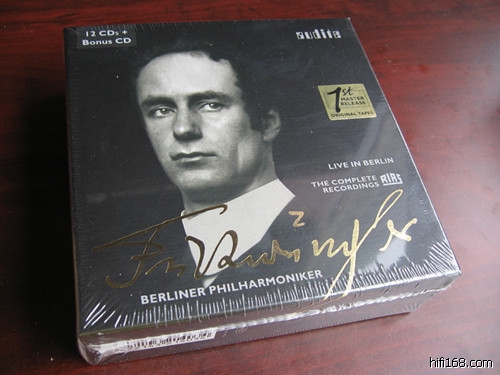 12 CDs +
Bonus CD
audite
1st
MASTER
RELEASE
ORIGINAL TAPES
LIVE IN BERLIN
THE COMPLETE RIAS
RECORDINGS
BERLINER PHILHARMONIKER
hifi168.com